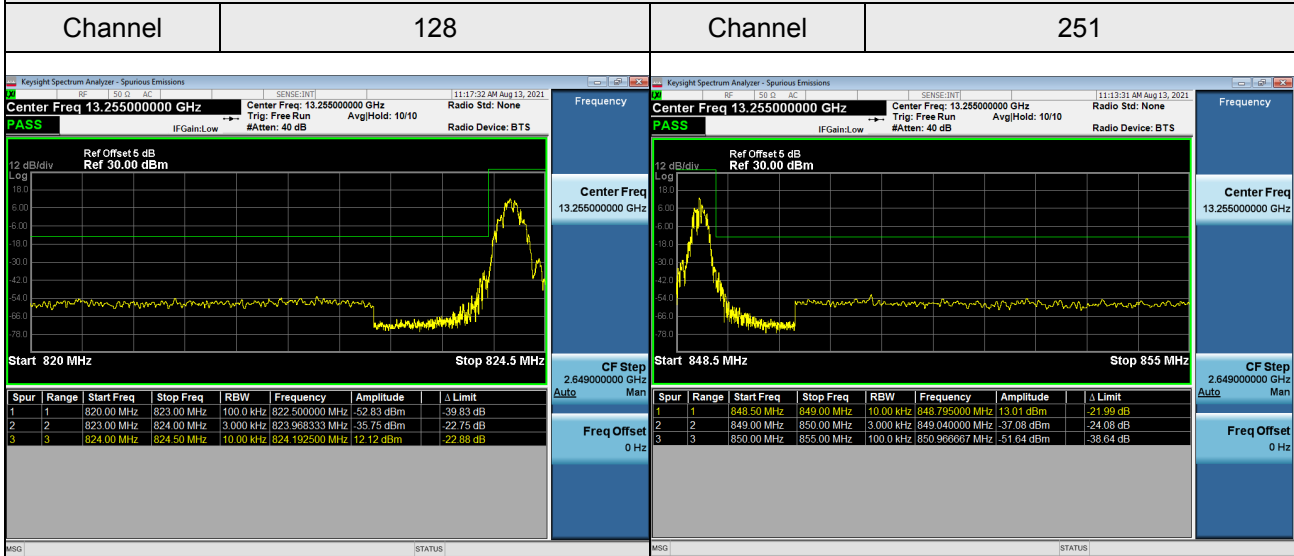 Channel 128 Channel 251
Keysight Spectrum Analyzer - Spurious Emissions
RF 50 Ω AC SENSE:INT 11:17:32 AM Aug 13, 2021
Center Freq 13.255000000 GHz Center Freq: 13.255000000 GHz Radio Std: None
Trig: Free Run Avg|Hold: 10/10
PASS IFGain:Low #Atten: 40 dB Radio Device: BTS
Ref Offset 5 dB
12 dB/div Ref 30.00 dBm
Log
18.0
6.00
-6.00
-18.0
-30.0
-42.0
-54.0
-66.0
-78.0
Start 820 MHz Stop 824.5 MHz
Spur Range Start Freq Stop Freq RBW Frequency Amplitude Δ Limit
1 1 820.00 MHz 823.00 MHz 100.0 kHz 822.500000 MHz -52.83 dBm -39.83 dB
2 2 823.00 MHz 824.00 MHz 3.000 kHz 823.968333 MHz -35.75 dBm -22.75 dB
3 3 824.00 MHz 824.50 MHz 10.00 kHz 824.192500 MHz 12.12 dBm -22.88 dB
MSG STATUS
Frequency
Center Freq
13.255000000 GHz
CF Step
2.649000000 GHz
Auto Man
Freq Offset
0 Hz
Keysight Spectrum Analyzer - Spurious Emissions
RF 50 Ω AC SENSE:INT 11:13:31 AM Aug 13, 2021
Center Freq 13.255000000 GHz Center Freq: 13.255000000 GHz Radio Std: None
Trig: Free Run Avg|Hold: 10/10
PASS IFGain:Low #Atten: 40 dB Radio Device: BTS
Ref Offset 5 dB
12 dB/div Ref 30.00 dBm
Log
18.0
6.00
-6.00
-18.0
-30.0
-42.0
-54.0
-66.0
-78.0
Start 848.5 MHz Stop 855 MHz
Spur Range Start Freq Stop Freq RBW Frequency Amplitude Δ Limit
1 1 848.50 MHz 849.00 MHz 10.00 kHz 848.795000 MHz 13.01 dBm -21.99 dB
2 2 849.00 MHz 850.00 MHz 3.000 kHz 849.040000 MHz -37.08 dBm -24.08 dB
3 3 850.00 MHz 855.00 MHz 100.0 kHz 850.966667 MHz -51.64 dBm -38.64 dB
MSG STATUS
Frequency
Center Freq
13.255000000 GHz
CF Step
2.649000000 GHz
Auto Man
Freq Offset
0 Hz